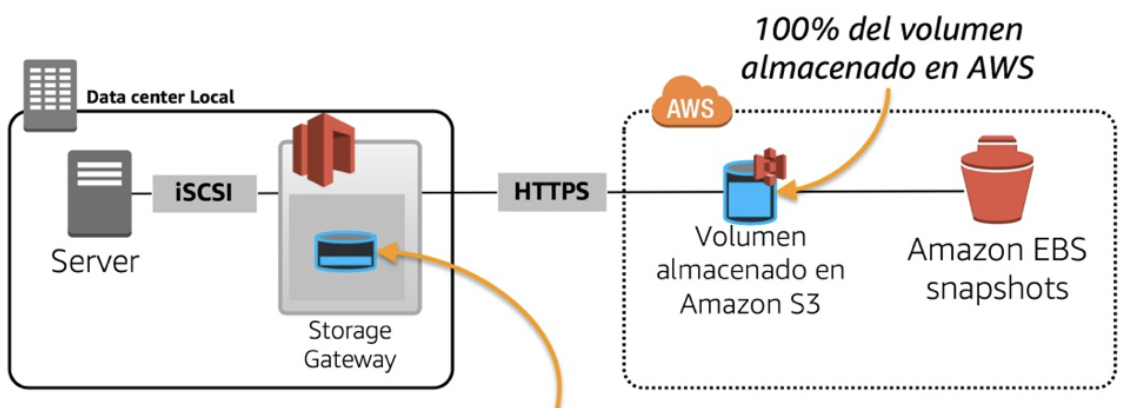 100% del volumen
almacenado en AWS
Data center Local
AWS
iSCSI
HTTPS
Server
Storage
Gateway
Volumen
almacenado en
Amazon S3
Amazon EBS
snapshots